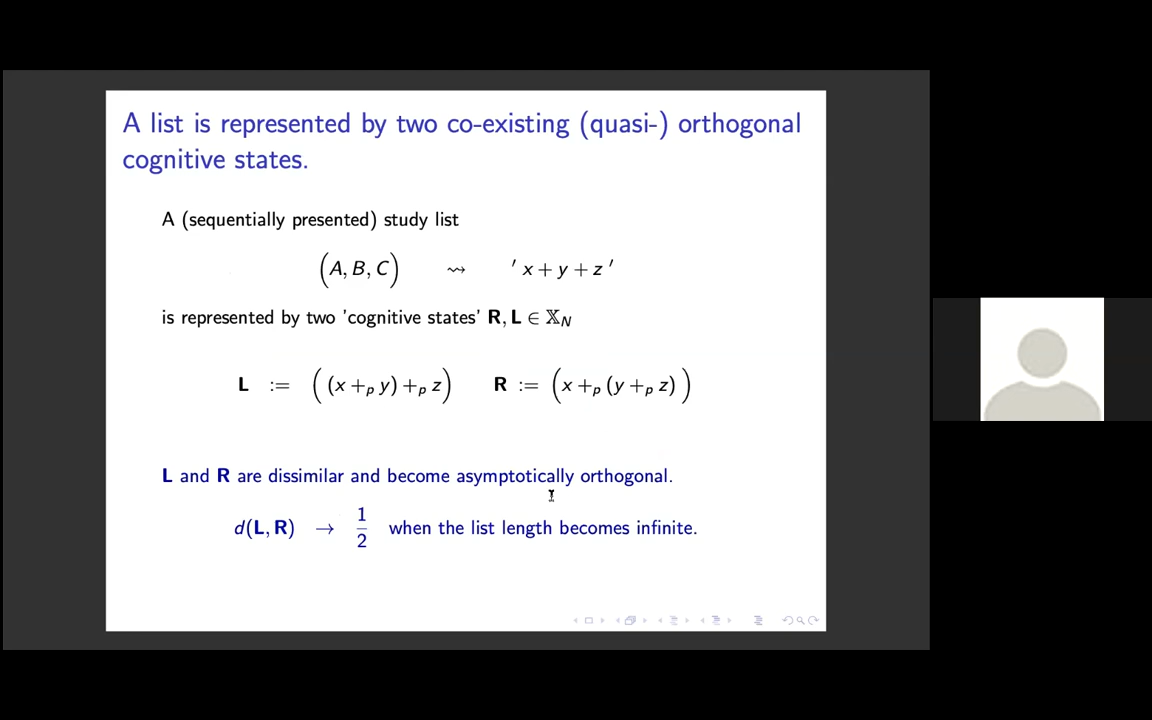 A list is represented by two co-existing (quasi-) orthogonal
cognitive states.
A (sequentially presented) study list
(A, B, C) ⇝ ′ x + y + z ′
is represented by two 'cognitive states' R, L ∈ 𝕏_N
L := ((x +_p y) +_p z) R := (x +_p (y +_p z))
L and R are dissimilar and become asymptotically orthogonal.
d(L, R) → 1/2 when the list length becomes infinite.